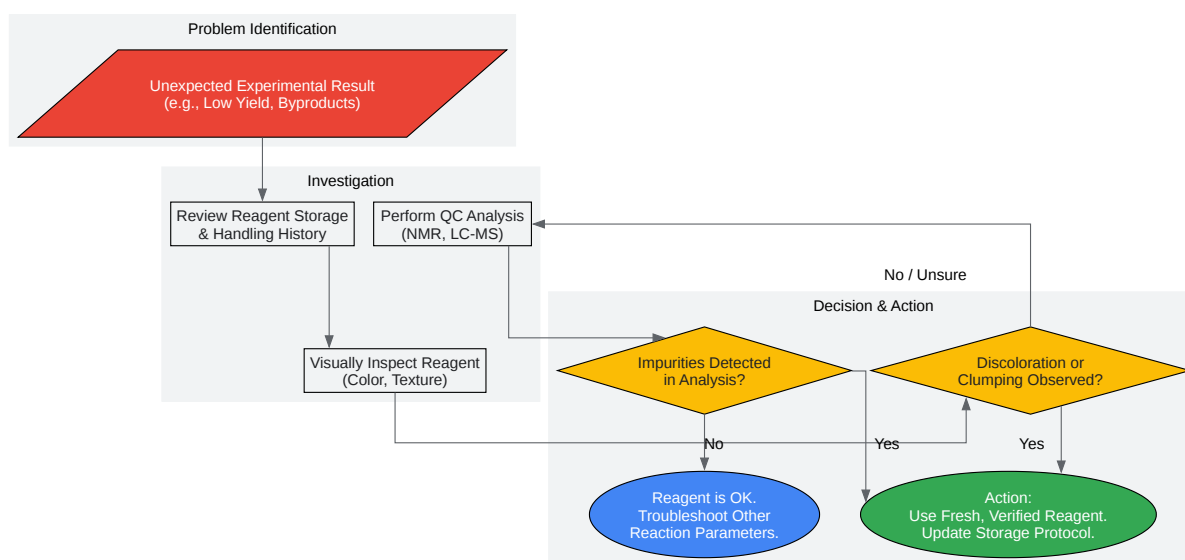 Problem Identification
Unexpected Experimental Result
(e.g., Low Yield, Byproducts)
Investigation
Review Reagent Storage
& Handling History
Perform QC Analysis
(NMR, LC-MS)
No / Unsure
Decision & Action
Visually Inspect Reagent
(Color, Texture)
Impurities Detected
in Analysis?
Discoloration or
Clumping Observed?
No
Yes
Yes
Reagent is OK.
Troubleshoot Other
Reaction Parameters.
Action:
Use Fresh, Verified Reagent.
Update Storage Protocol.